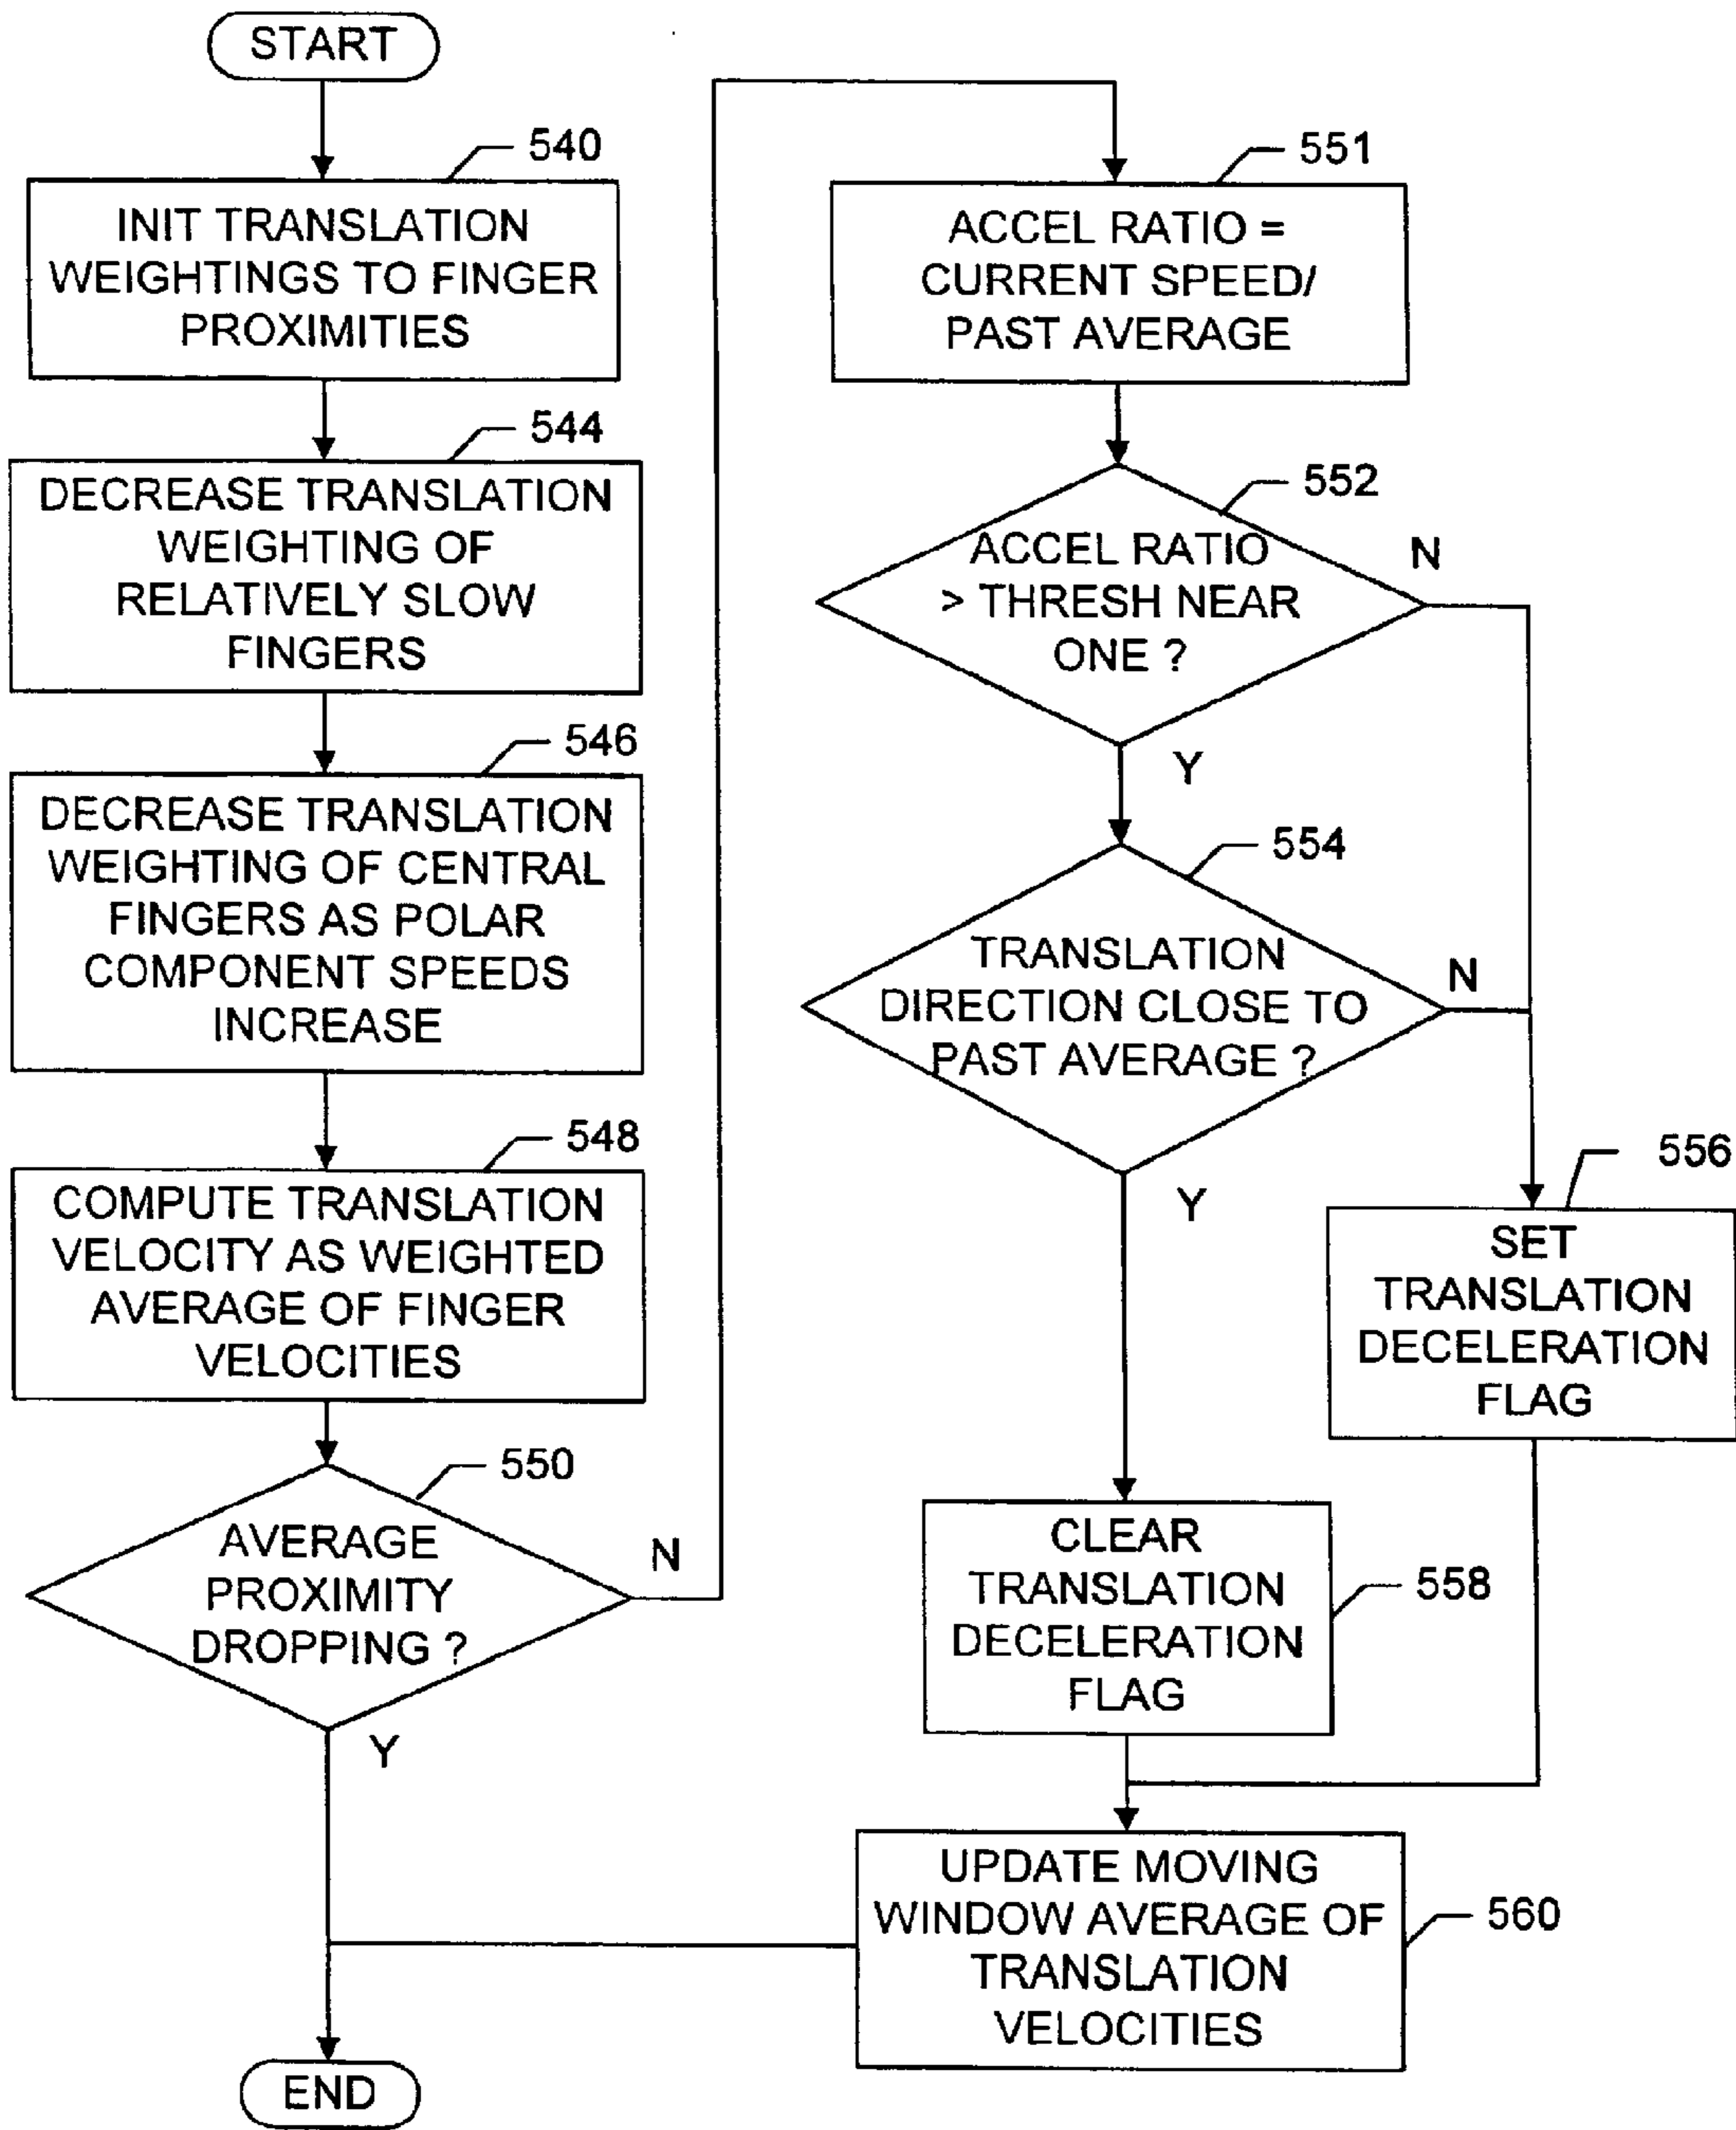 START
540
INIT TRANSLATION
WEIGHTINGS TO FINGER
PROXIMITIES
544
DECREASE TRANSLATION
WEIGHTING OF
RELATIVELY SLOW
FINGERS
546
DECREASE TRANSLATION
WEIGHTING OF CENTRAL
FINGERS AS POLAR
COMPONENT SPEEDS
INCREASE
548
COMPUTE TRANSLATION
VELOCITY AS WEIGHTED
AVERAGE OF FINGER
VELOCITIES
550
AVERAGE
PROXIMITY
DROPPING ?
N
Y
551
ACCEL RATIO =
CURRENT SPEED/
PAST AVERAGE
552
ACCEL RATIO
> THRESH NEAR
ONE ?
N
Y
554
TRANSLATION
DIRECTION CLOSE TO
PAST AVERAGE ?
N
Y
556
SET
TRANSLATION
DECELERATION
FLAG
CLEAR
TRANSLATION
DECELERATION
FLAG
558
UPDATE MOVING
WINDOW AVERAGE OF
TRANSLATION
VELOCITIES
560
END